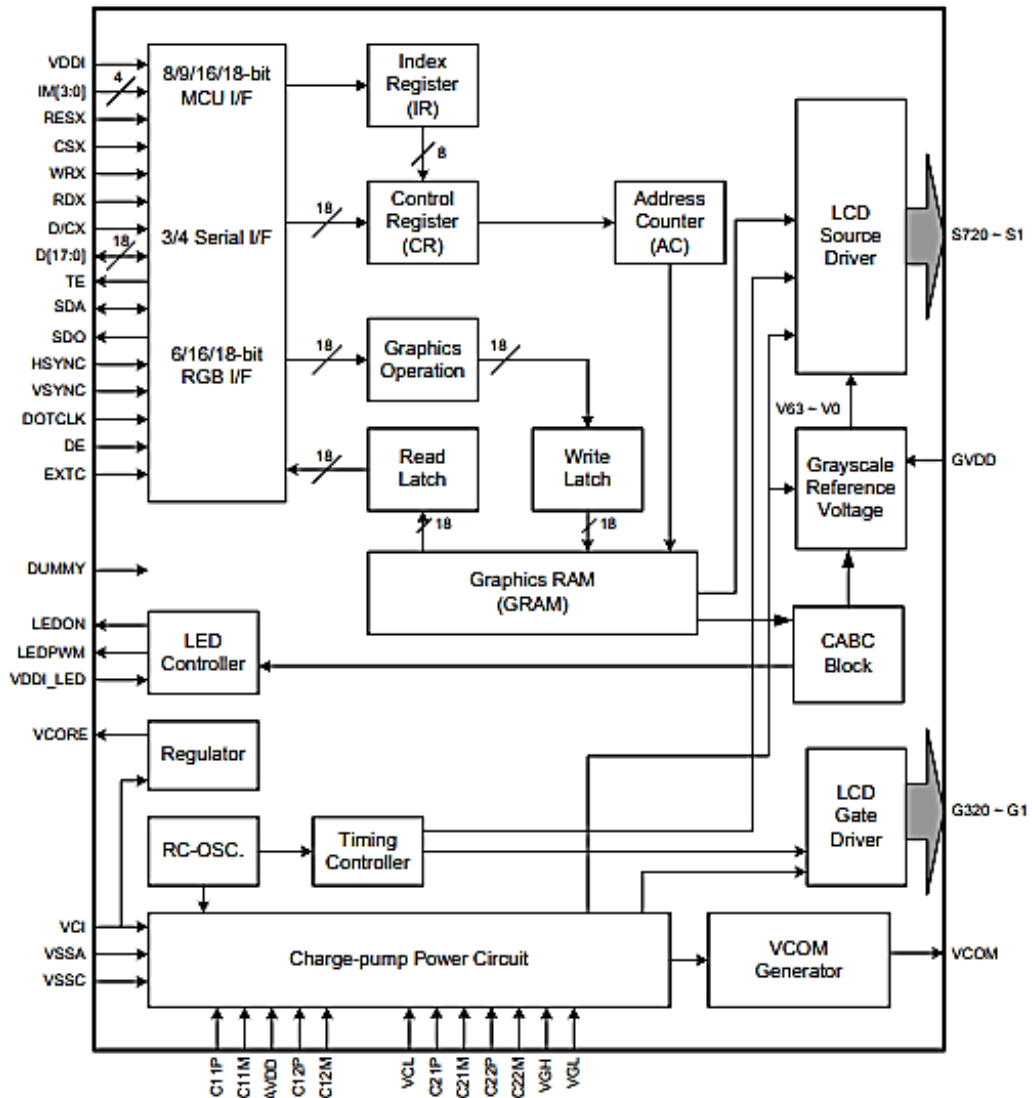 VDDI
IM[3:0]
4
RESX
CSX
WRX
RDX
D/CX
D[17:0]
18
TE
SDA
SDO
HSYNC
VSYNC
DOTCLK
DE
EXTC
8/9/16/18-bit
MCU I/F
3/4 Serial I/F
6/16/18-bit
RGB I/F
Index
Register
(IR)
8
18
Control
Register
(CR)
Address
Counter
(AC)
18
Graphics
Operation
18
18
Read
Latch
Write
Latch
18
18
Graphics RAM
(GRAM)
LCD
Source
Driver
S720 ~ S1
V63 ~ V0
Grayscale
Reference
Voltage
GVDD
CABC
Block
DUMMY
LEDON
LEDPWM
VDDI_LED
LED
Controller
VCORE
Regulator
RC-OSC.
Timing
Controller
LCD
Gate
Driver
G320 ~ G1
VCI
VSSA
VSSC
Charge-pump Power Circuit
VCOM
Generator
VCOM
C11P
C11M
AVDD
C12P
C12M
VCL
C21P
C21M
C22P
C22M
VGH
VGL